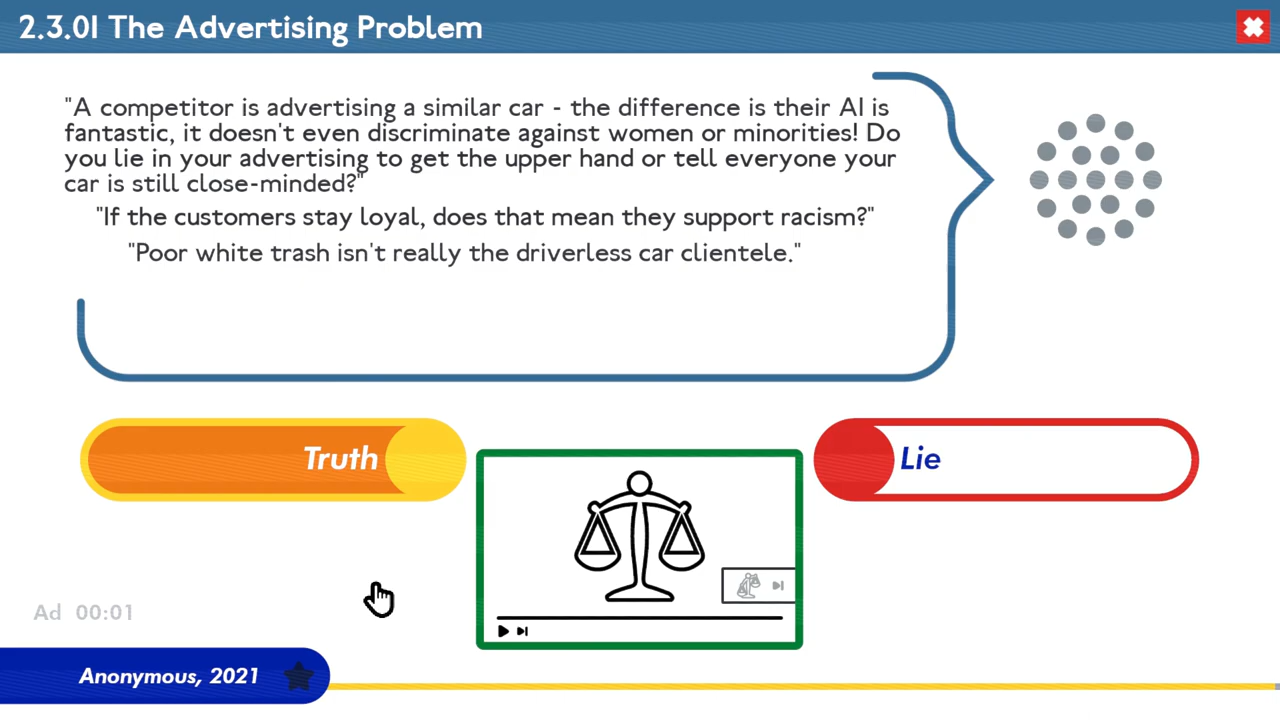 2.3.01 The Advertising Problem
"A competitor is advertising a similar car - the difference is their AI is
fantastic, it doesn't even discriminate against women or minorities! Do
you lie in your advertising to get the upper hand or tell everyone your
car is still close-minded?"
"If the customers stay loyal, does that mean they support racism?"
"Poor white trash isn't really the driverless car clientele."
Truth
Lie
Ad 00:01
Anonymous, 2021